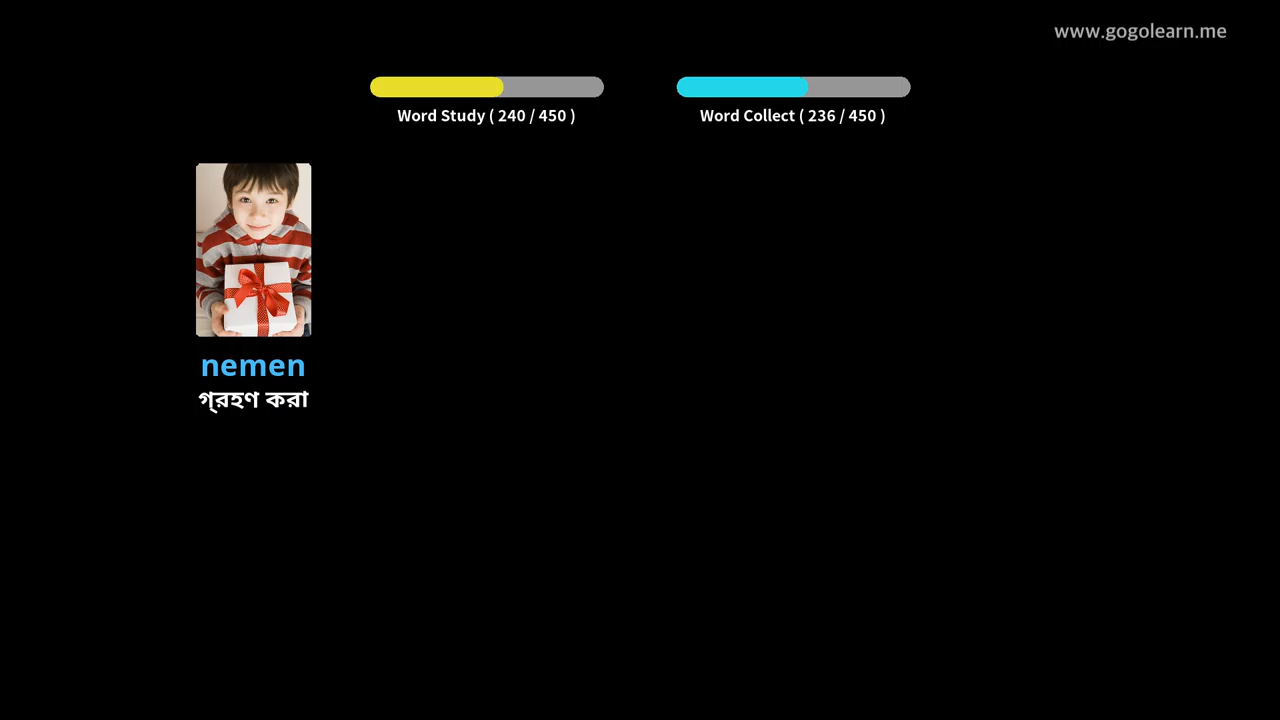 www.gogolearn.me
Word Study ( 240 / 450 )
Word Collect ( 236 / 450 )
nemen
গ্রহণ করা